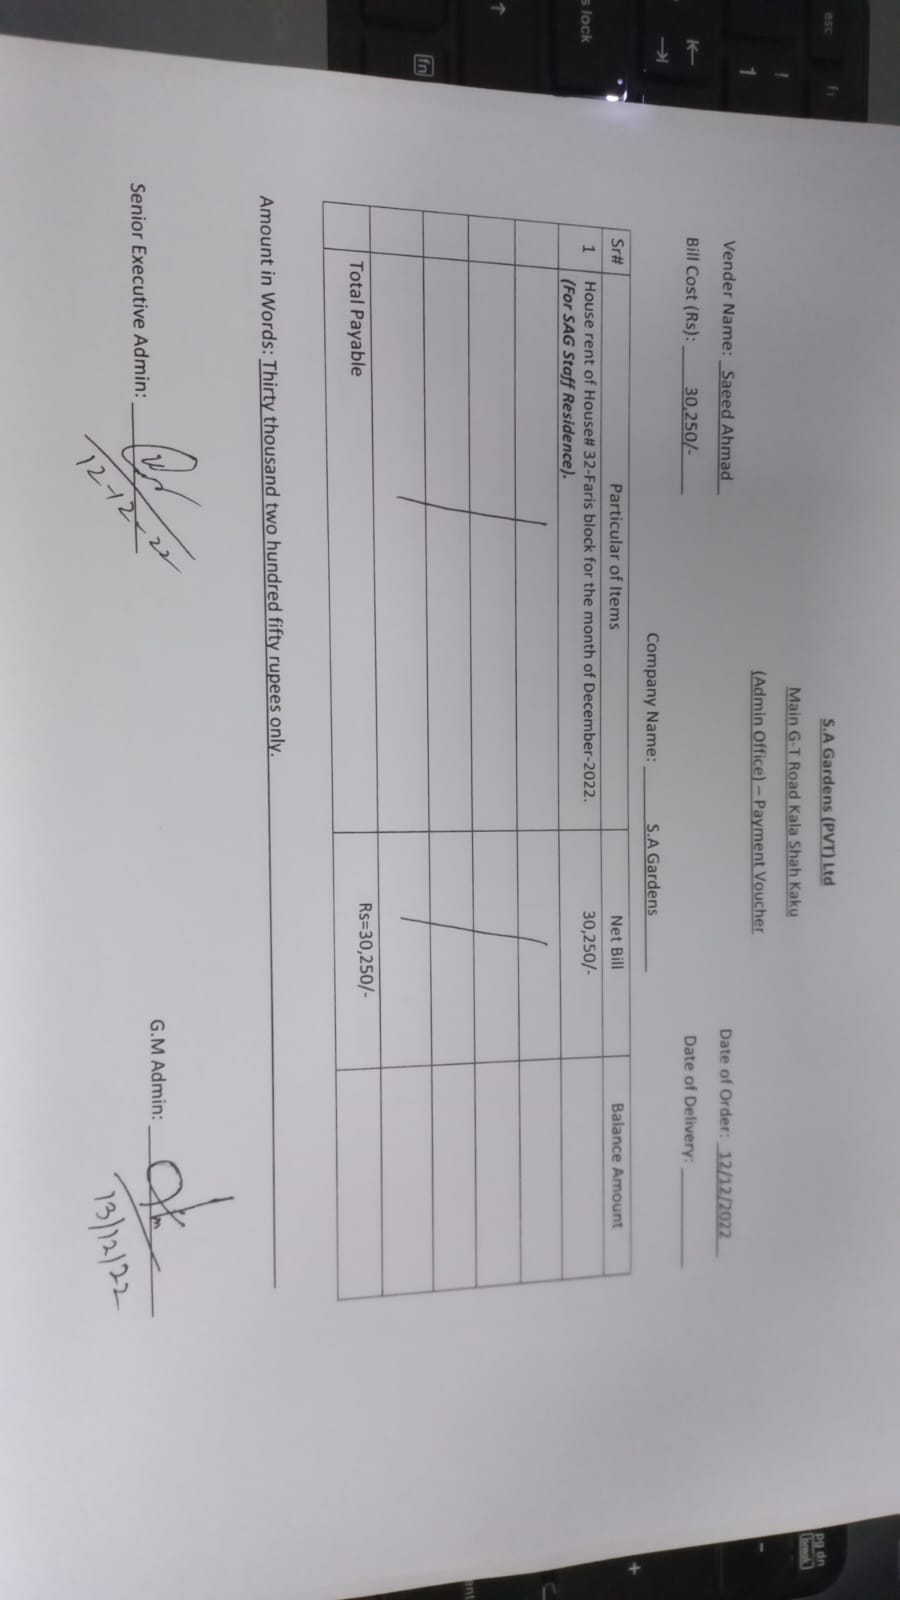 S.A Gardens (PVT) Ltd
Main G-T Road Kala Shah Kaku
(Admin Office) – Payment Voucher
Vender Name: Saeed Ahmad Date of Order: 12/12/2022
Bill Cost (Rs): 30,250/- Date of Delivery:
Company Name: S.A Gardens
Sr# Particular of Items Net Bill Balance Amount
1 House rent of House# 32-Faris block for the month of December-2022. 30,250/-
(For SAG Staff Residence).
Total Payable Rs=30,250/-
Amount in Words: Thirty thousand two hundred fifty rupees only.
Senior Executive Admin: G.M Admin:
12-12-22 13/12/22
esc
f1
!
1
s lock
fn
pg dn
break
-
+